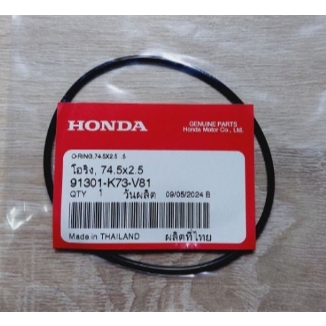 HONDA
GENUINE PARTS
Honda Motor Co., Ltd.
O-RING,74.5X2.5 S
โอริง, 74.5x2.5
91301-K73-V81
QTY 1 วันผลิต 09/05/2024 B
Made in THAILAND ผลิตที่ไทย